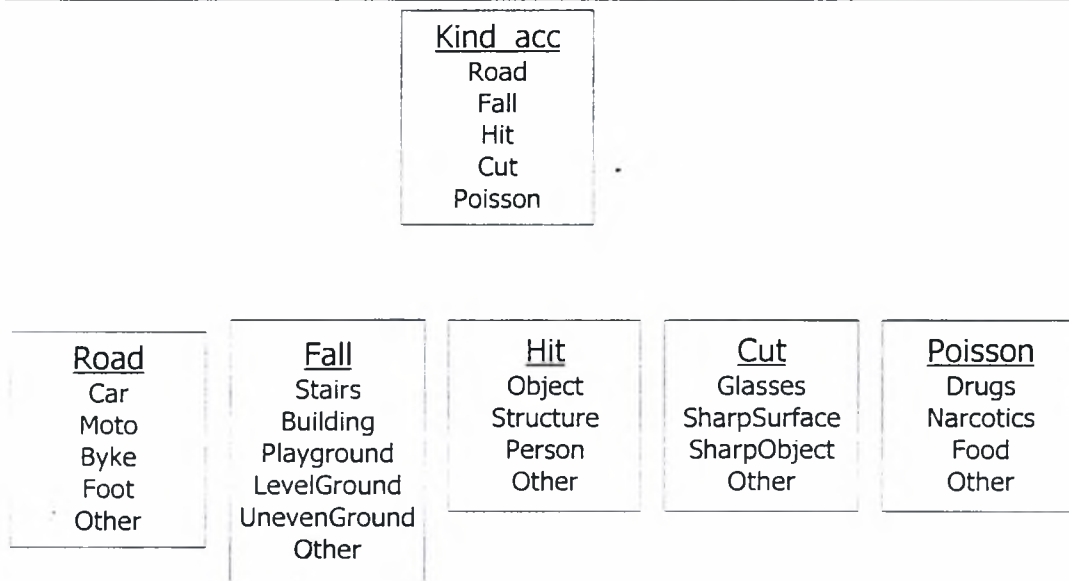 Kind_acc
Road
Fall
Hit
Cut
Poisson
Road
Car
Moto
Byke
Foot
Other
Fall
Stairs
Building
Playground
LevelGround
UnevenGround
Other
Hit
Object
Structure
Person
Other
Cut
Glasses
SharpSurface
SharpObject
Other
Poisson
Drugs
Narcotics
Food
Other